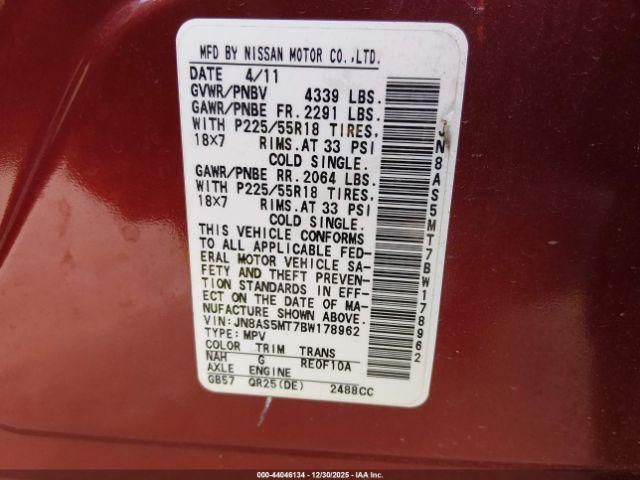 MFD BY NISSAN MOTOR CO.,LTD.
DATE 4/11
GVWR/PNBV 4339 LBS.
GAWR/PNBE FR. 2291 LBS.
WITH P225/55R18 TIRES,
18X7 RIMS.AT 33 PSI
COLD SINGLE.
GAWR/PNBE RR. 2064 LBS.
WITH P225/55R18 TIRES,
18X7 RIMS.AT 33 PSI
COLD SINGLE.
THIS VEHICLE CONFORMS
TO ALL APPLICABLE FED-
ERAL MOTOR VEHICLE SA-
FETY AND THEFT PREVEN-
TION STANDARDS IN EFF-
ECT ON THE DATE OF MA-
NUFACTURE SHOWN ABOVE.
VIN: JN8AS5MT7BW178962
TYPE: MPV
COLOR TRIM TRANS
NAH G RE0F10A
AXLE ENGINE
GB57 QR25(DE) 2488CC
JN8AS5MT7BW178962
000-44046134 - 12/30/2025 - IAA Inc.